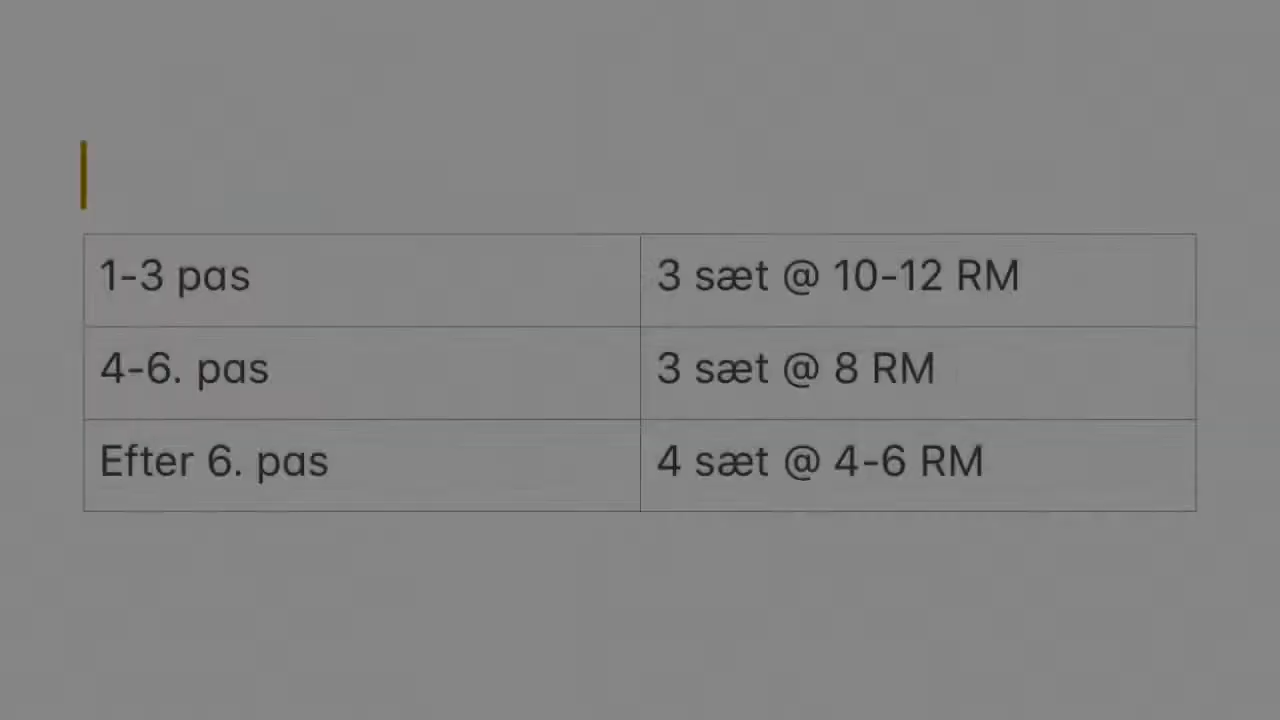 1-3 pas 3 sæt @ 10-12 RM
4-6. pas 3 sæt @ 8 RM
Efter 6. pas 4 sæt @ 4-6 RM